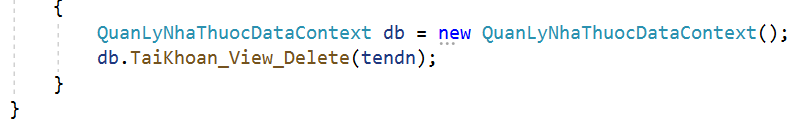 {
QuanLyNhaThuocDataContext db = new QuanLyNhaThuocDataContext();
db.TaiKhoan_View_Delete(tendn);
}
}